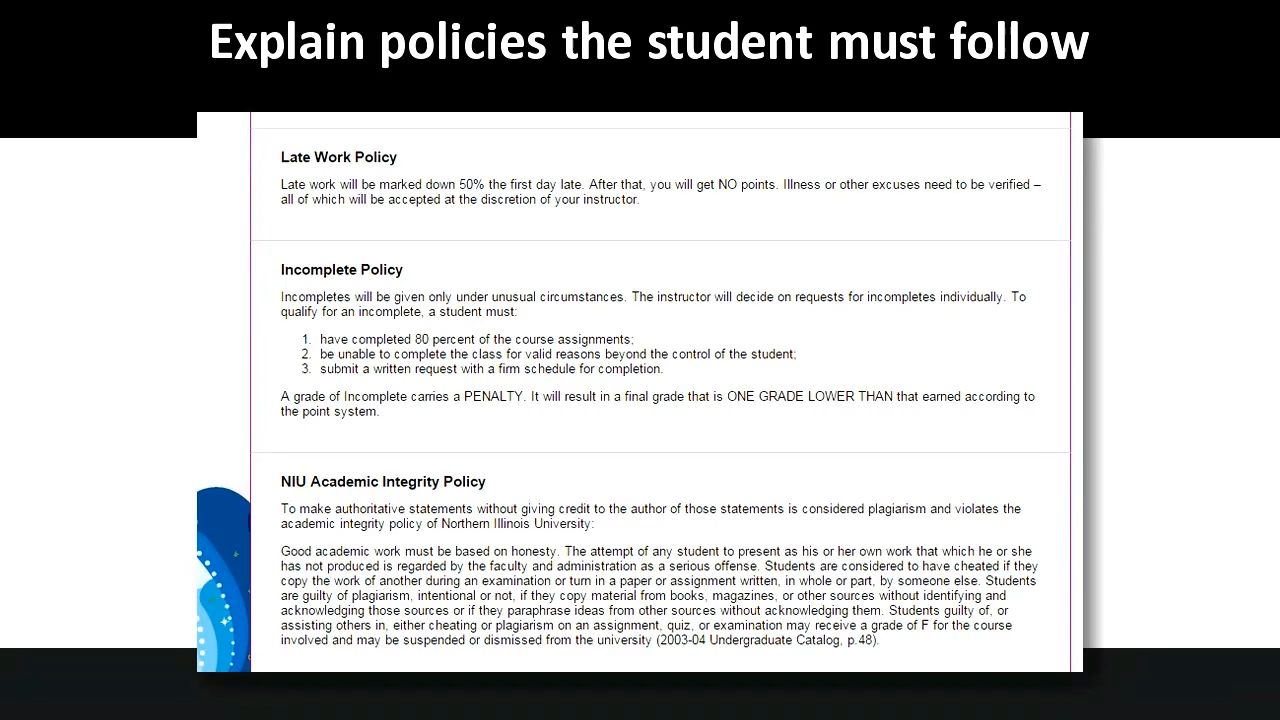 Explain policies the student must follow
Late Work Policy
Late work will be marked down 50% the first day late. After that, you will get NO points. Illness or other excuses need to be verified –
all of which will be accepted at the discretion of your instructor.
Incomplete Policy
Incompletes will be given only under unusual circumstances. The instructor will decide on requests for incompletes individually. To
qualify for an incomplete, a student must:
1. have completed 80 percent of the course assignments;
2. be unable to complete the class for valid reasons beyond the control of the student;
3. submit a written request with a firm schedule for completion.
A grade of Incomplete carries a PENALTY. It will result in a final grade that is ONE GRADE LOWER THAN that earned according to
the point system.
NIU Academic Integrity Policy
To make authoritative statements without giving credit to the author of those statements is considered plagiarism and violates the
academic integrity policy of Northern Illinois University:
Good academic work must be based on honesty. The attempt of any student to present as his or her own work that which he or she
has not produced is regarded by the faculty and administration as a serious offense. Students are considered to have cheated if they
copy the work of another during an examination or turn in a paper or assignment written, in whole or part, by someone else. Students
are guilty of plagiarism, intentional or not, if they copy material from books, magazines, or other sources without identifying and
acknowledging those sources or if they paraphrase ideas from other sources without acknowledging them. Students guilty of, or
assisting others in, either cheating or plagiarism on an assignment, quiz, or examination may receive a grade of F for the course
involved and may be suspended or dismissed from the university (2003-04 Undergraduate Catalog, p.48).